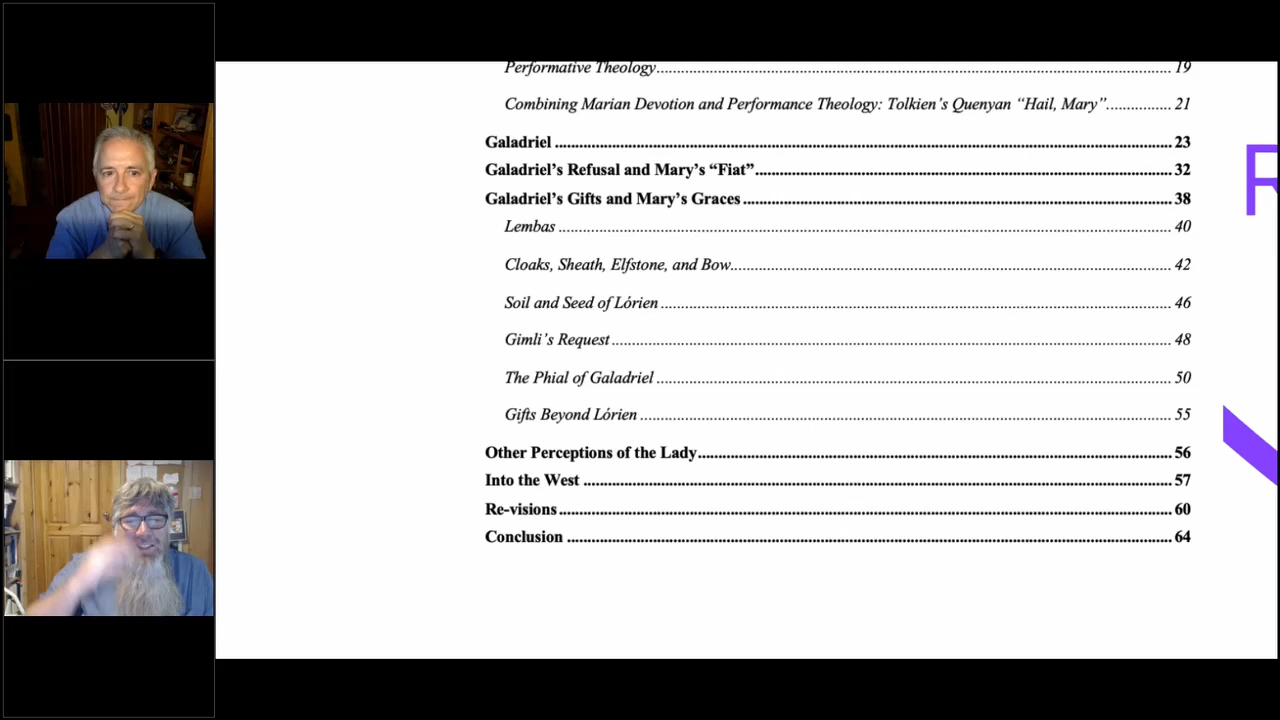 Performative Theology........................................................................................................................ 19
Combining Marian Devotion and Performance Theology: Tolkien’s Quenyan “Hail, Mary”............... 21
Galadriel ........................................................................................................................................ 23
Galadriel’s Refusal and Mary’s “Fiat”.......................................................................................... 32
Galadriel’s Gifts and Mary’s Graces ............................................................................................. 38
Lembas ........................................................................................................................................ 40
Cloaks, Sheath, Elfstone, and Bow................................................................................................ 42
Soil and Seed of Lórien ................................................................................................................ 46
Gimli’s Request ............................................................................................................................ 48
The Phial of Galadriel ................................................................................................................. 50
Gifts Beyond Lórien ..................................................................................................................... 55
Other Perceptions of the Lady....................................................................................................... 56
Into the West .................................................................................................................................. 57
Re-visions ....................................................................................................................................... 60
Conclusion ..................................................................................................................................... 64
R